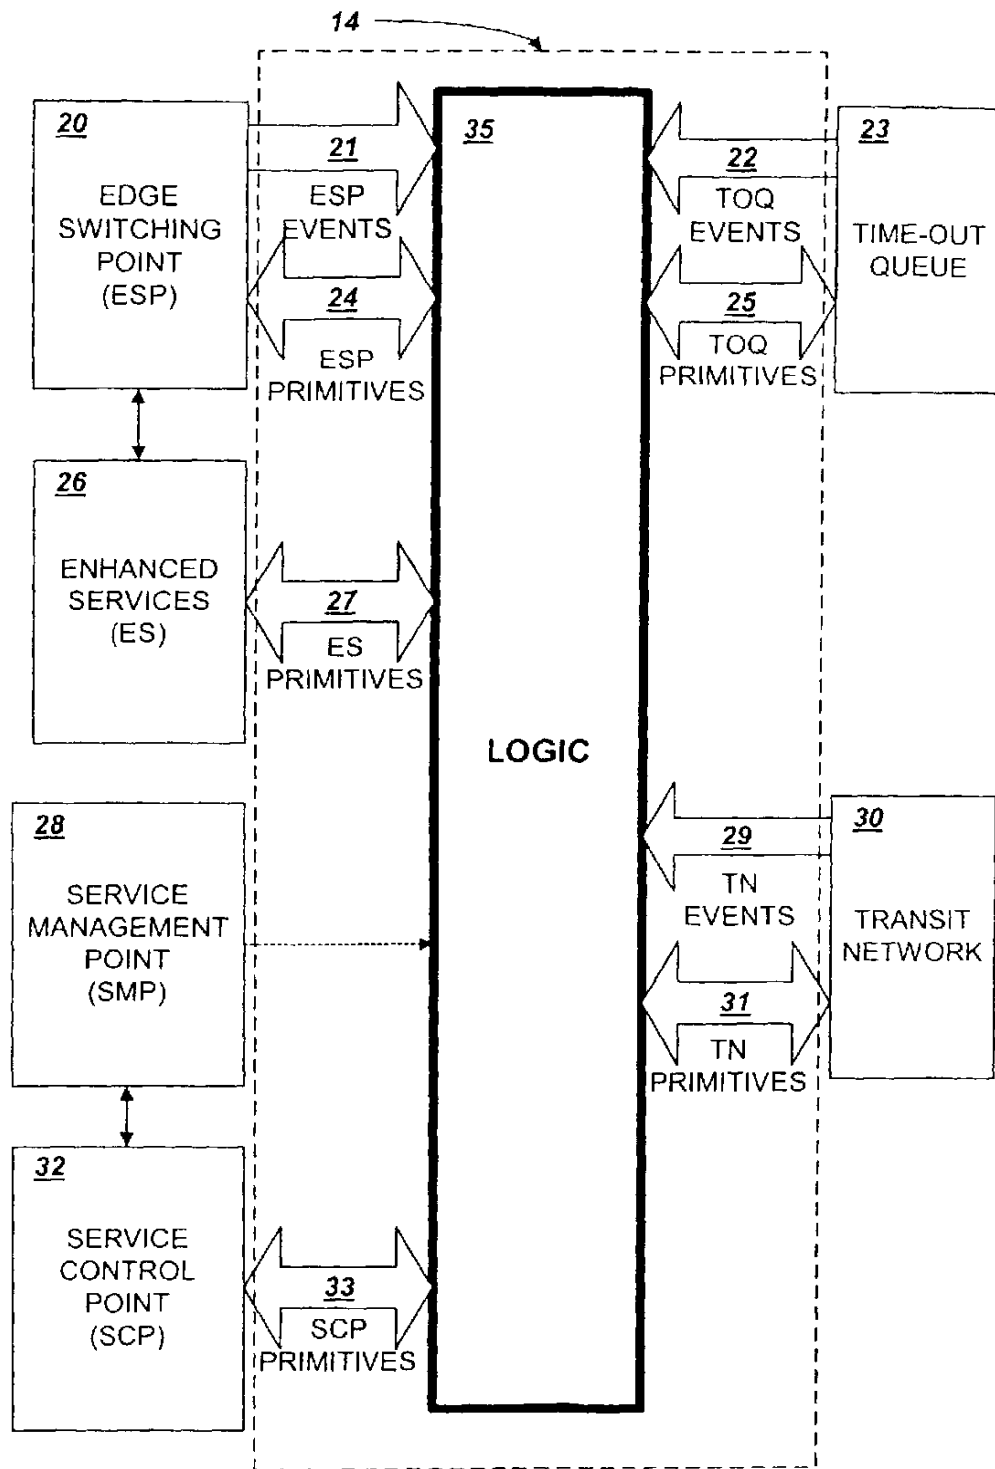 14
20
EDGE
SWITCHING
POINT
(ESP)
21
ESP
EVENTS
24
ESP
PRIMITIVES
35
LOGIC
22
TOQ
EVENTS
25
TOQ
PRIMITIVES
23
TIME-OUT
QUEUE
26
ENHANCED
SERVICES
(ES)
27
ES
PRIMITIVES
28
SERVICE
MANAGEMENT
POINT
(SMP)
29
TN
EVENTS
31
TN
PRIMITIVES
30
TRANSIT
NETWORK
32
SERVICE
CONTROL
POINT
(SCP)
33
SCP
PRIMITIVES